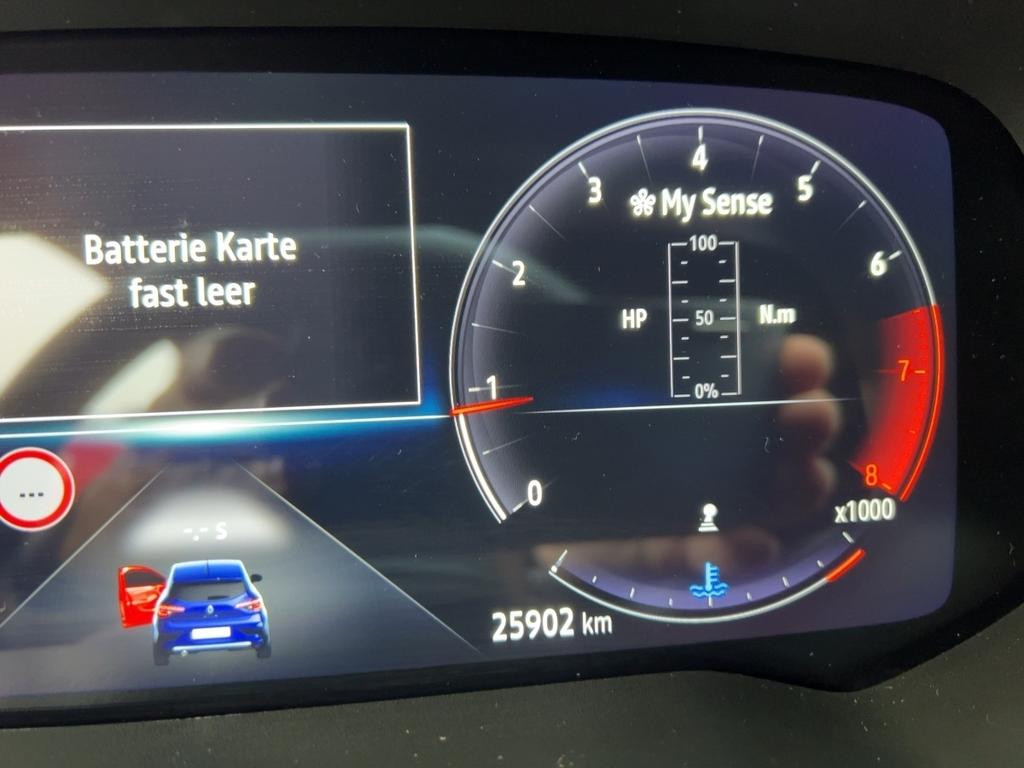 Batterie Karte
fast leer
---
-.- s
0
1
2
3
4
5
6
7
8
x1000
My Sense
HP
N.m
100
50
0%
25902 km